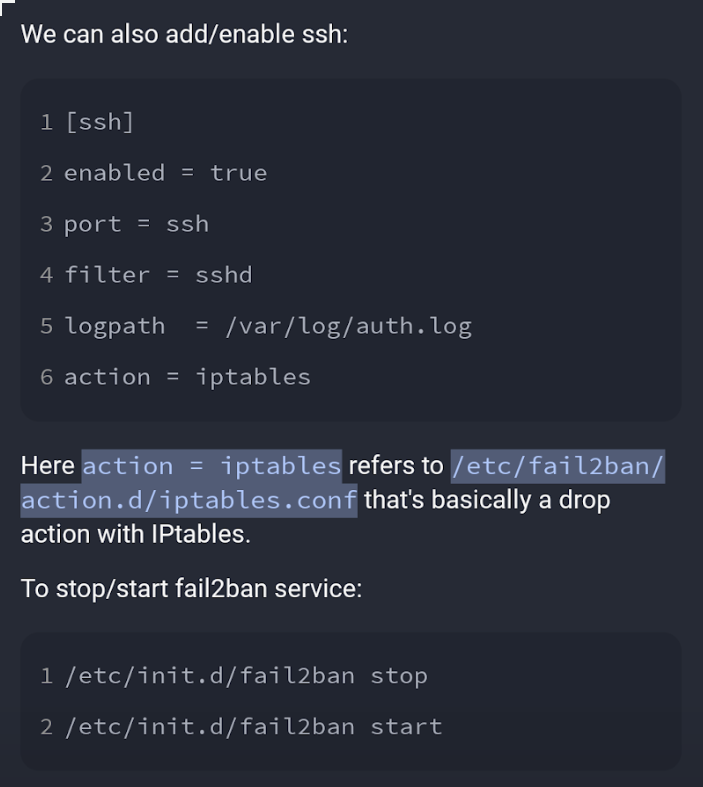 We can also add/enable ssh:
1 [ssh]
2 enabled = true
3 port = ssh
4 filter = sshd
5 logpath  = /var/log/auth.log
6 action = iptables
Here action = iptables refers to /etc/fail2ban/
action.d/iptables.conf that's basically a drop
action with IPtables.
To stop/start fail2ban service:
1 /etc/init.d/fail2ban stop
2 /etc/init.d/fail2ban start